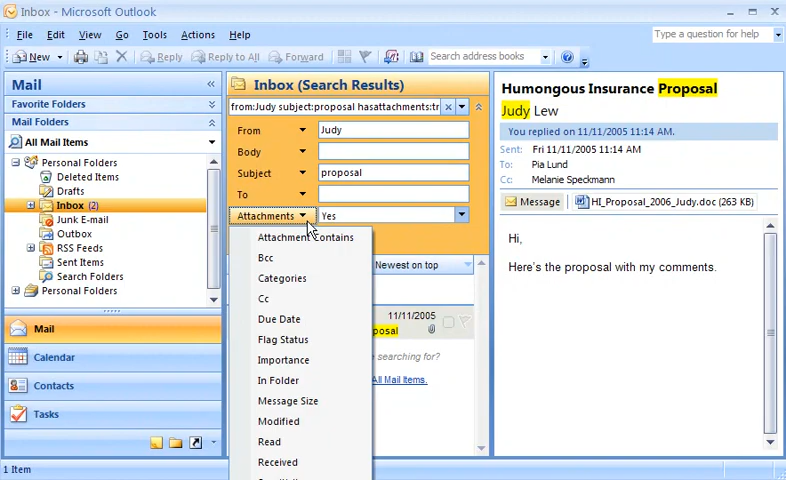 Inbox - Microsoft Outlook
File Edit View Go Tools Actions Help
Type a question for help
New Reply Reply to All Forward Search address books
Mail
Favorite Folders
Mail Folders
All Mail Items
Personal Folders
Deleted Items
Drafts
Inbox (2)
Junk E-mail
Outbox
RSS Feeds
Sent Items
Search Folders
Personal Folders
Mail
Calendar
Contacts
Tasks
1 Item
Inbox (Search Results)
from:Judy subject:proposal hasattachments:tr
From Judy
Body
Subject proposal
To
Attachments Yes
Attachment Contains
Bcc
Categories
Cc
Due Date
Flag Status
Importance
In Folder
Message Size
Modified
Read
Received
Newest on top
11/11/2005
posal
searching for?
All Mail Items.
Humongous Insurance Proposal
Judy Lew
You replied on 11/11/2005 11:14 AM.
Sent: Fri 11/11/2005 11:14 AM
To: Pia Lund
Cc: Melanie Speckmann
Message HI_Proposal_2006_Judy.doc (263 KB)
Hi,
Here's the proposal with my comments.